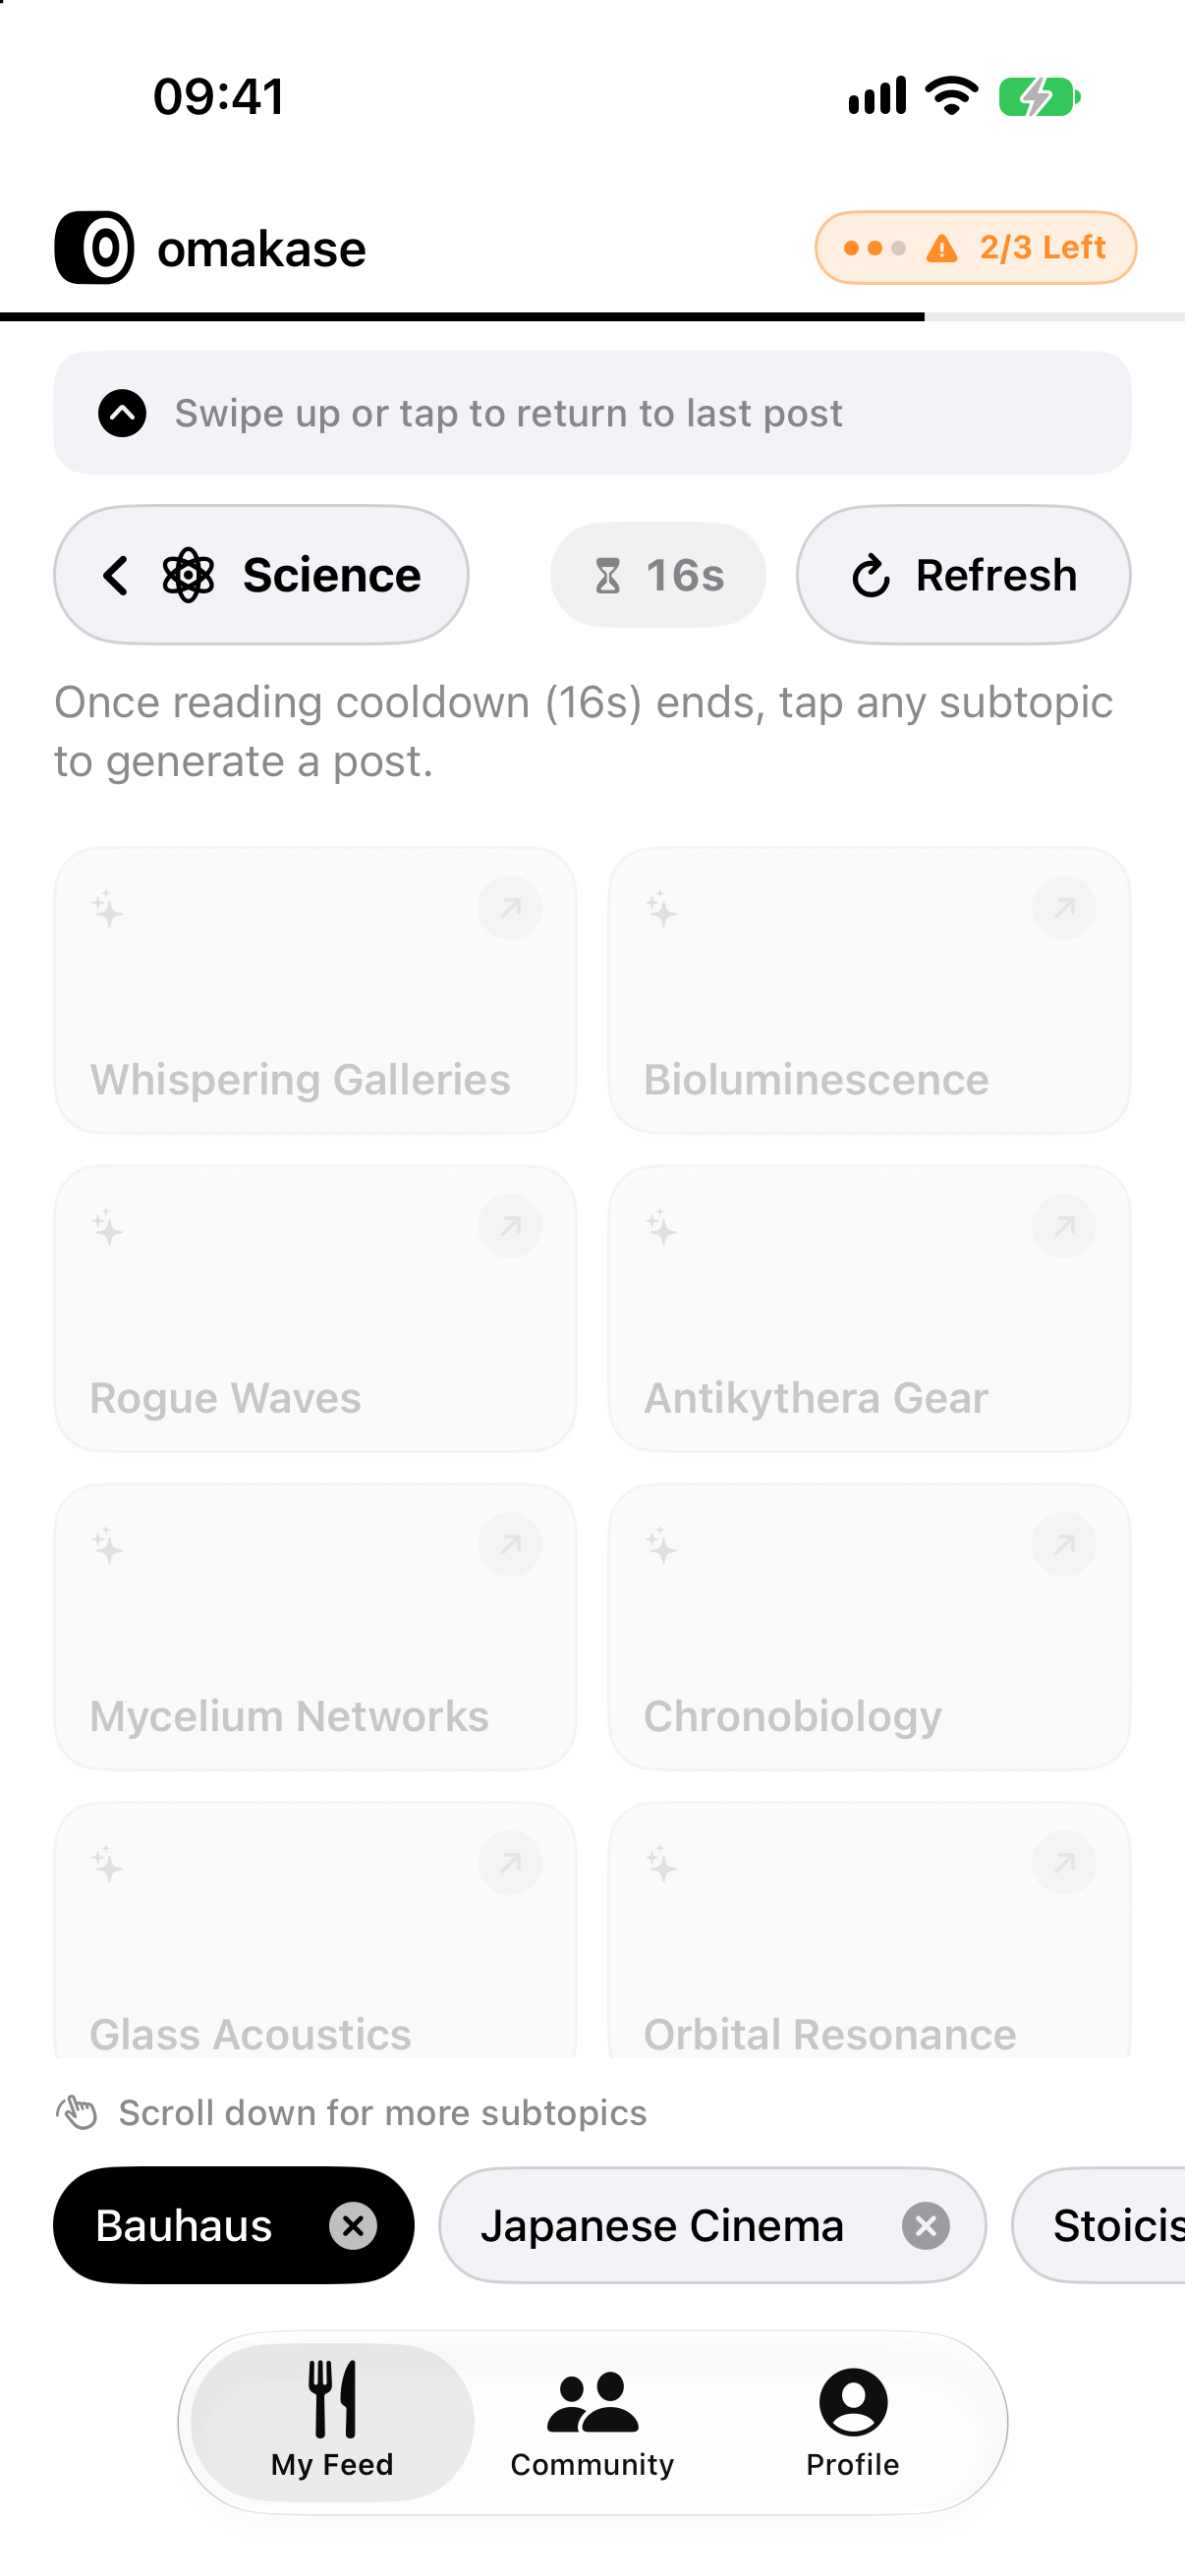 09:41
omakase
2/3 Left
Swipe up or tap to return to last post
Science
16s
Refresh
Once reading cooldown (16s) ends, tap any subtopic
to generate a post.
Whispering Galleries
Bioluminescence
Rogue Waves
Antikythera Gear
Mycelium Networks
Chronobiology
Glass Acoustics
Orbital Resonance
Scroll down for more subtopics
Bauhaus
Japanese Cinema
Stoicis
My Feed
Community
Profile